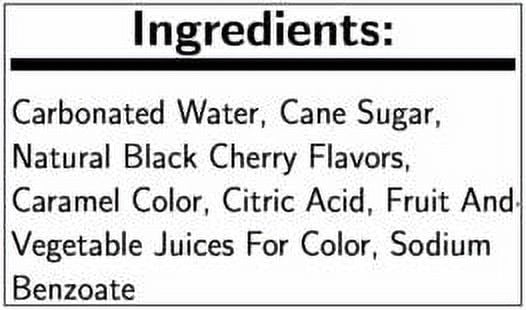 Ingredients:
Carbonated Water, Cane Sugar,
Natural Black Cherry Flavors,
Caramel Color, Citric Acid, Fruit And
Vegetable Juices For Color, Sodium
Benzoate